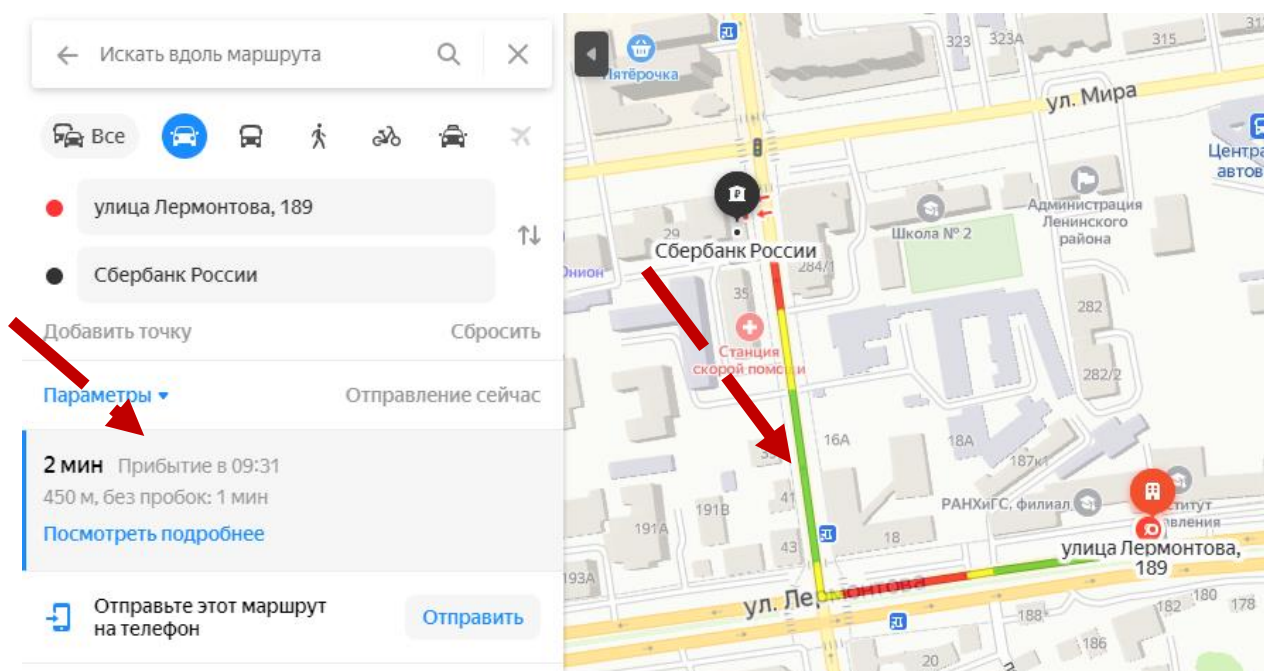 Искать вдоль маршрута
Все
улица Лермонтова, 189
Сбербанк России
Добавить точку
Сбросить
Параметры
Отправление сейчас
2 мин Прибытие в 09:31
450 м, без пробок: 1 мин
Посмотреть подробнее
Отправьте этот маршрут
на телефон
Отправить
323
323А
315
Пятёрочка
ул. Мира
Администрация
Ленинского
района
Школа № 2
29
Сбербанк России
284/1
35
282
Станция
скорой
282/2
16А
18А
187к1
РАНХиГС, филиал
191В
41
191А
43
18
улица Лермонтова,
189
193А
ул. Лермонтова
188
182
180
178
186
20